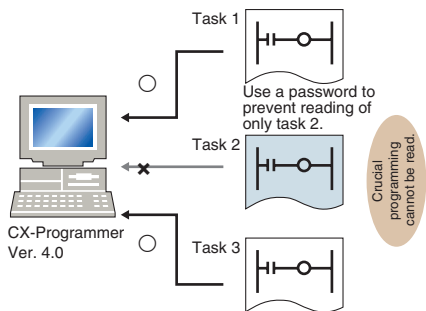 Task 1
Use a password to
prevent reading of
only task 2.
Task 2
Crucial
programming
cannot be read.
CX-Programmer
Ver. 4.0
Task 3